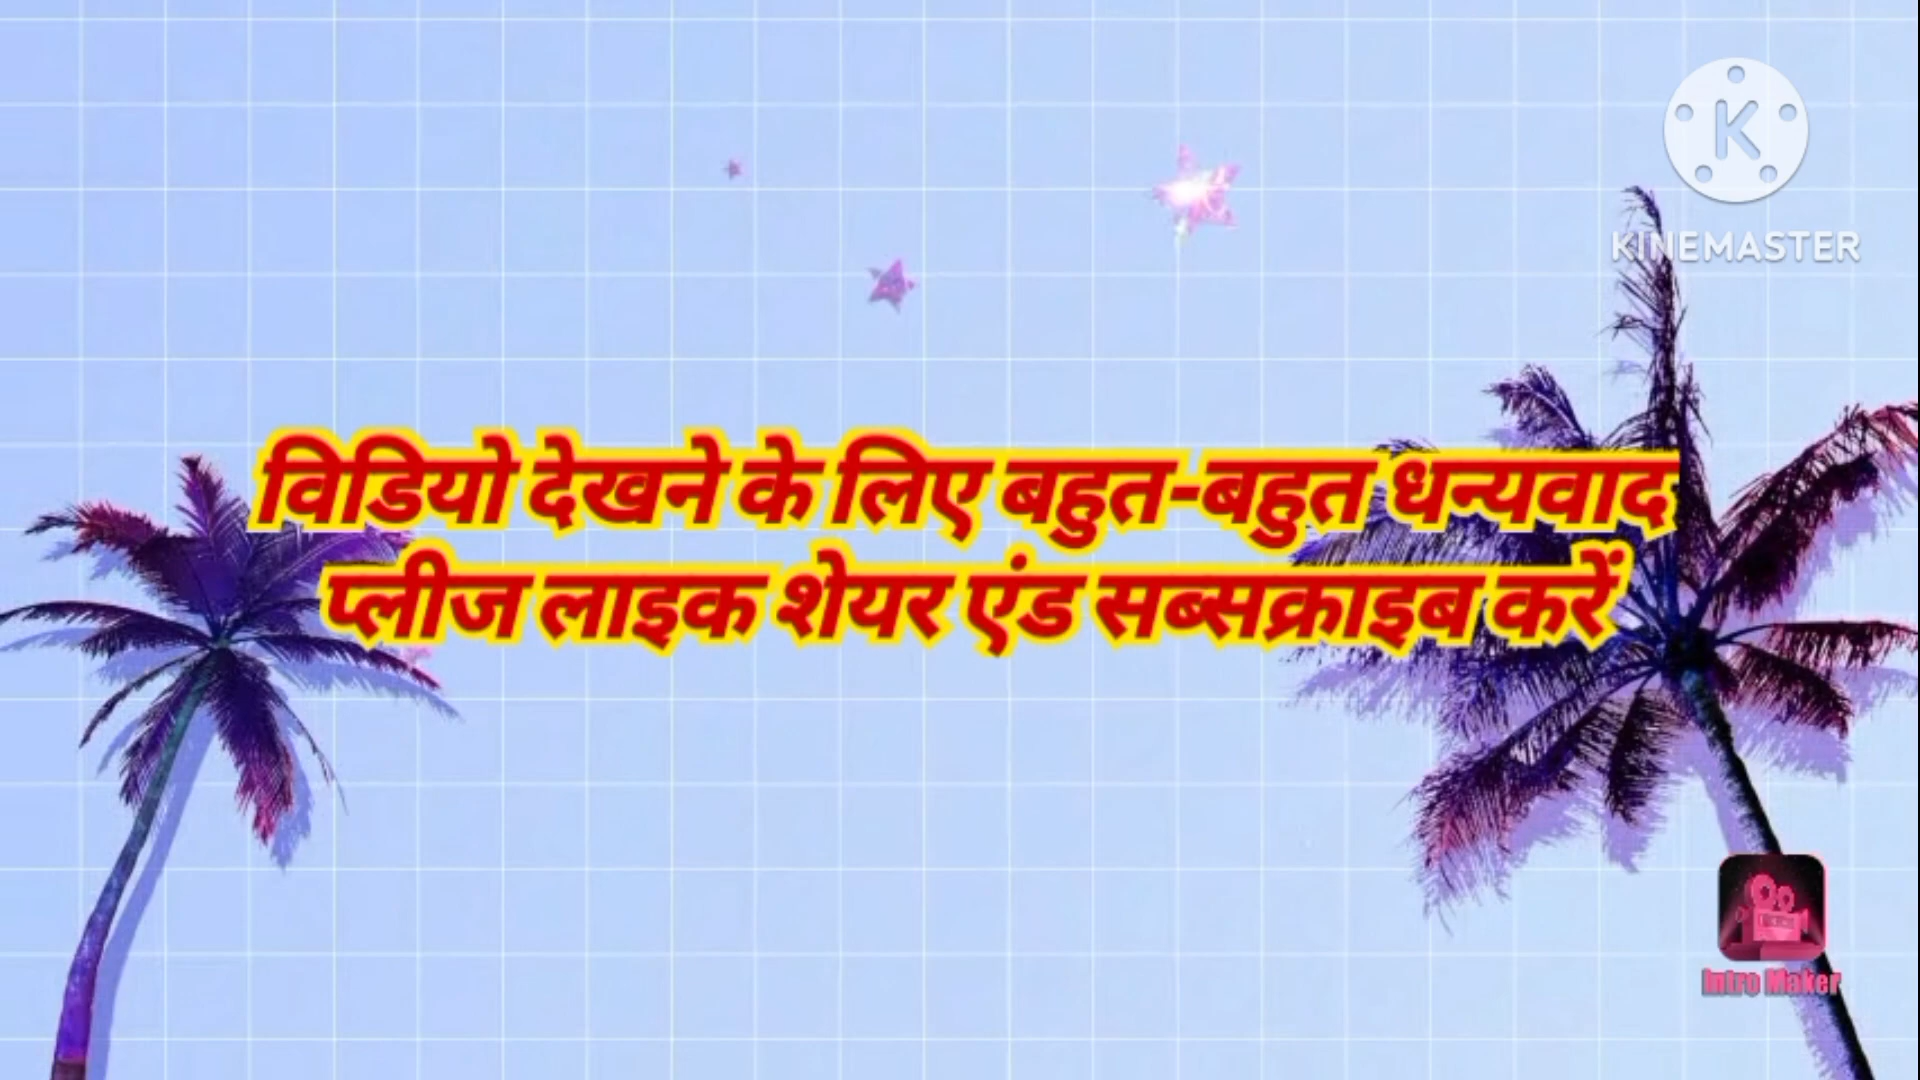 K
KINEMASTER
विडियो देखने के लिए बहुत-बहुत धन्यवाद
प्लीज लाइक शेयर एंड सब्सक्राइब करें
Intro Maker